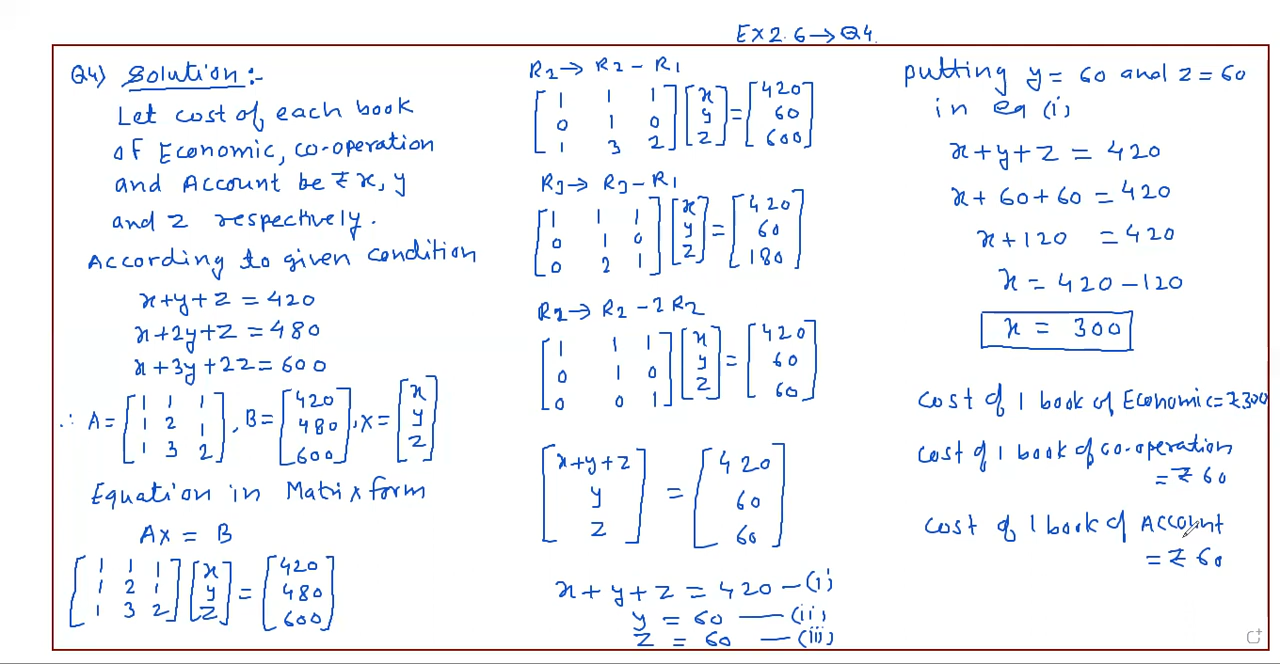 EX2.6→Q4.
Q4) Solution:-
Let cost of each book
of Economic, co-operation
and Account be ₹ x, y
and z respectively.
According to given condition
x+y+z = 420
x+2y+z = 480
x+3y+2z = 600
∴ A = [1 1 1; 1 2 1; 1 3 2], B = [420; 480; 600], X = [x; y; z]
Equation in Matrix form
AX = B
[1 1 1; 1 2 1; 1 3 2] [x; y; z] = [420; 480; 600]
R2 → R2 - R1
[1 1 1; 0 1 0; 1 3 2] [x; y; z] = [420; 60; 600]
R3 → R3 - R1
[1 1 1; 0 1 0; 0 2 1] [x; y; z] = [420; 60; 180]
R2 → R2 - 2R2
[1 1 1; 0 1 0; 0 0 1] [x; y; z] = [420; 60; 60]
[x+y+z; y; z] = [420; 60; 60]
x + y + z = 420 — (i)
y = 60 — (ii)
z = 60 — (iii)
putting y = 60 and z = 60
in eq (i)
x+y+z = 420
x + 60+60 = 420
x+120 = 420
x = 420 - 120
x = 300
cost of 1 book of Economic = ₹300
cost of 1 book of co-operation
= ₹ 60
cost of 1 book of Account
= ₹ 60